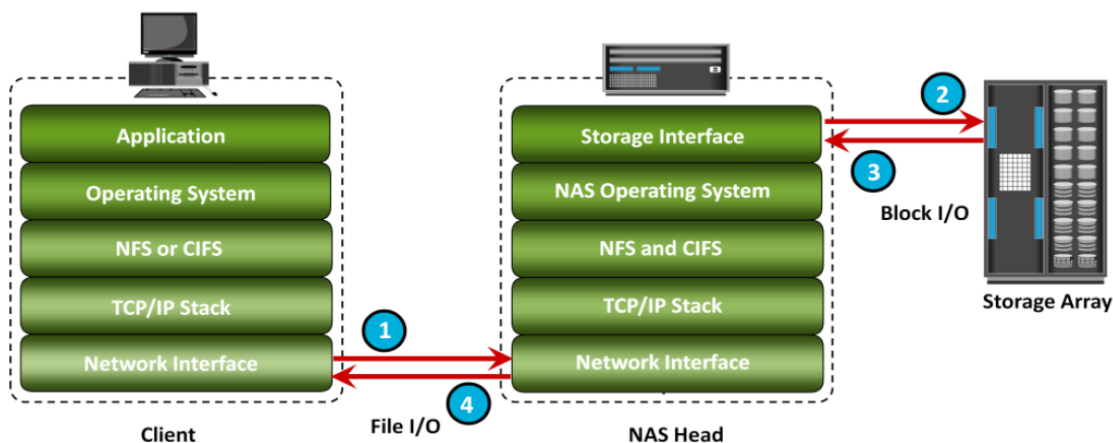 Application
Operating System
NFS or CIFS
TCP/IP Stack
Network Interface
Client
1
4
File I/O
Storage Interface
NAS Operating System
NFS and CIFS
TCP/IP Stack
Network Interface
NAS Head
2
3
Block I/O
Storage Array